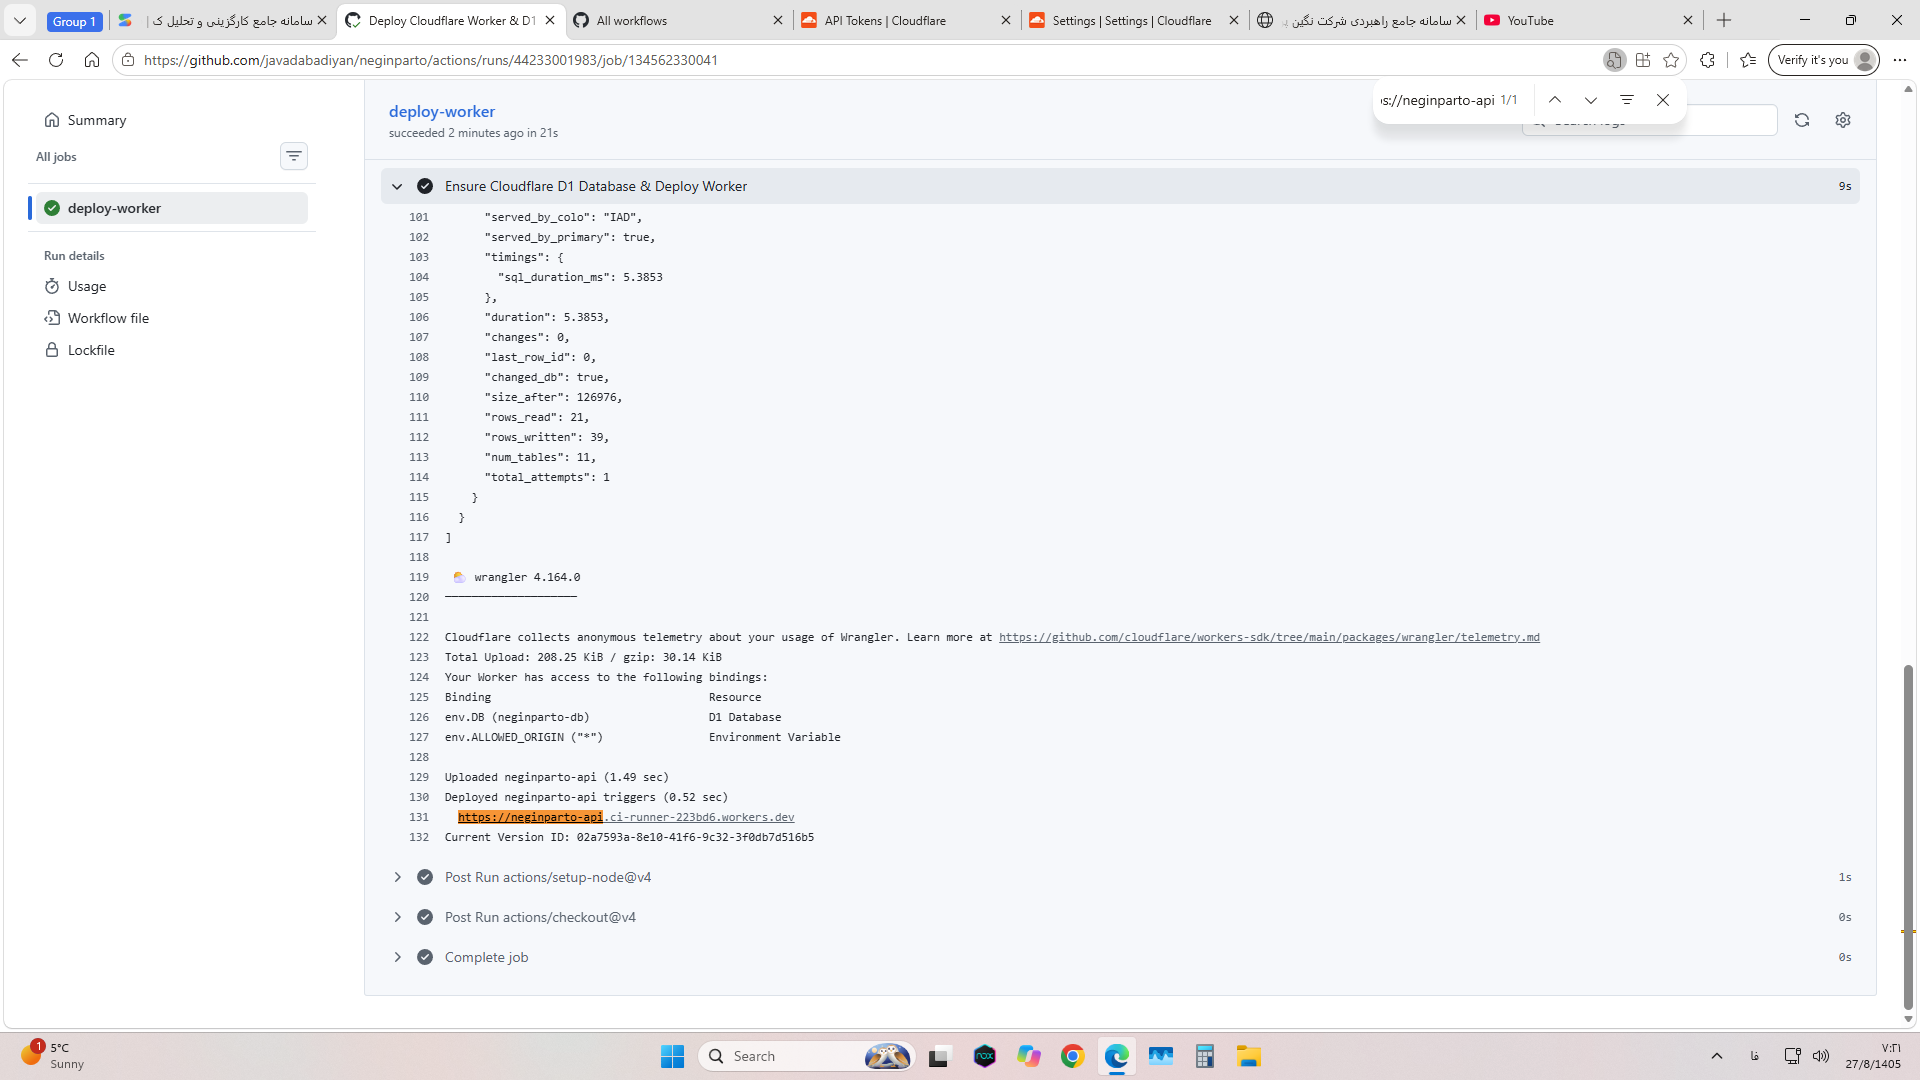 Group 1
سامانه جامع کارگزینی و تحلیل ک
Deploy Cloudflare Worker & D1
All workflows
API Tokens | Cloudflare
Settings | Settings | Cloudflare
سامانه جامع راهبردی شرکت نگین پ
YouTube
https://github.com/javadabadiyan/neginparto/actions/runs/44233001983/job/134562330041
Verify it's you
s://neginparto-api 1/1
Summary
All jobs
deploy-worker
Run details
Usage
Workflow file
Lockfile
deploy-worker
succeeded 2 minutes ago in 21s
Ensure Cloudflare D1 Database & Deploy Worker 9s
101 "served_by_colo": "IAD",
102 "served_by_primary": true,
103 "timings": {
104 "sql_duration_ms": 5.3853
105 },
106 "duration": 5.3853,
107 "changes": 0,
108 "last_row_id": 0,
109 "changed_db": true,
110 "size_after": 126976,
111 "rows_read": 21,
112 "rows_written": 39,
113 "num_tables": 11,
114 "total_attempts": 1
115 }
116 }
117 ]
118
119 wrangler 4.164.0
120 ────────────────────
121
122 Cloudflare collects anonymous telemetry about your usage of Wrangler. Learn more at https://github.com/cloudflare/workers-sdk/tree/main/packages/wrangler/telemetry.md
123 Total Upload: 208.25 KiB / gzip: 30.14 KiB
124 Your Worker has access to the following bindings:
125 Binding Resource
126 env.DB (neginparto-db) D1 Database
127 env.ALLOWED_ORIGIN ("*") Environment Variable
128
129 Uploaded neginparto-api (1.49 sec)
130 Deployed neginparto-api triggers (0.52 sec)
131 https://neginparto-api.ci-runner-223bd6.workers.dev
132 Current Version ID: 02a7593a-8e10-41f6-9c32-3f0db7d516b5
Post Run actions/setup-node@v4 1s
Post Run actions/checkout@v4 0s
Complete job 0s
1
5°C
Sunny
Search
فا
۷:۲۱
27/8/1405